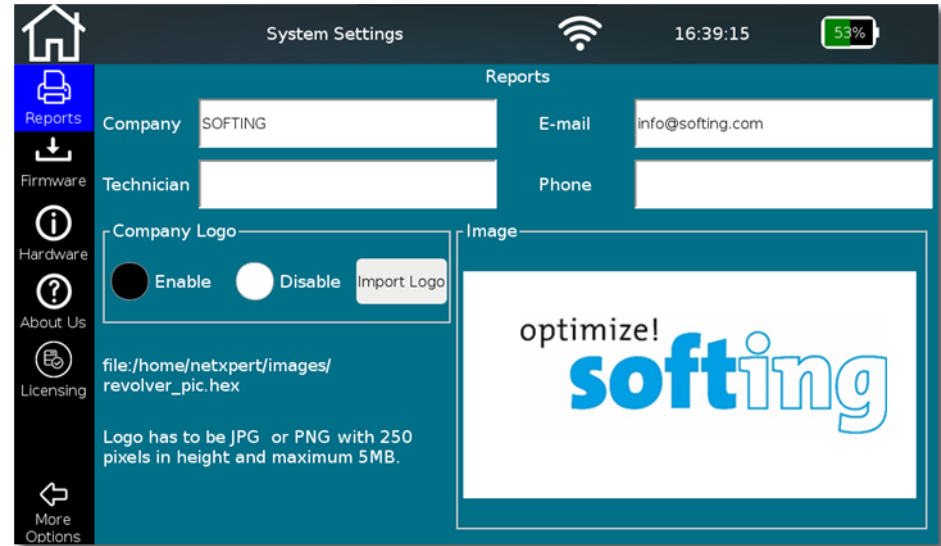 System Settings
16:39:15
53%
Reports
Reports
Company
SOFTING
E-mail
info@softing.com
Firmware
Technician
Phone
Hardware
Company Logo
Enable
Disable
Import Logo
Image
About Us
Licensing
file:/home/netxpert/images/
revolver_pic.hex
Logo has to be JPG or PNG with 250
pixels in height and maximum 5MB.
optimize!
softing
More
Options